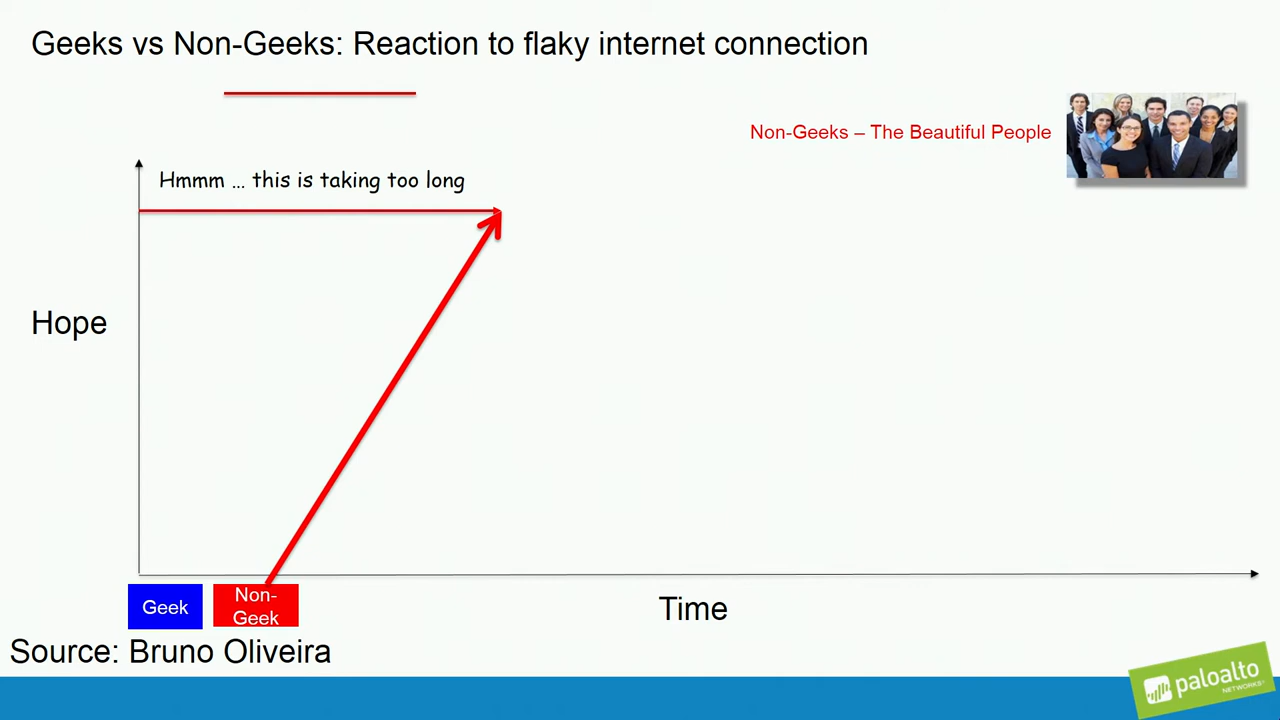 Geeks vs Non-Geeks: Reaction to flaky internet connection
Non-Geeks – The Beautiful People
Hmmm … this is taking too long
Hope
Geek
Non-
Geek
Time
Source: Bruno Oliveira
paloalto
NETWORKS